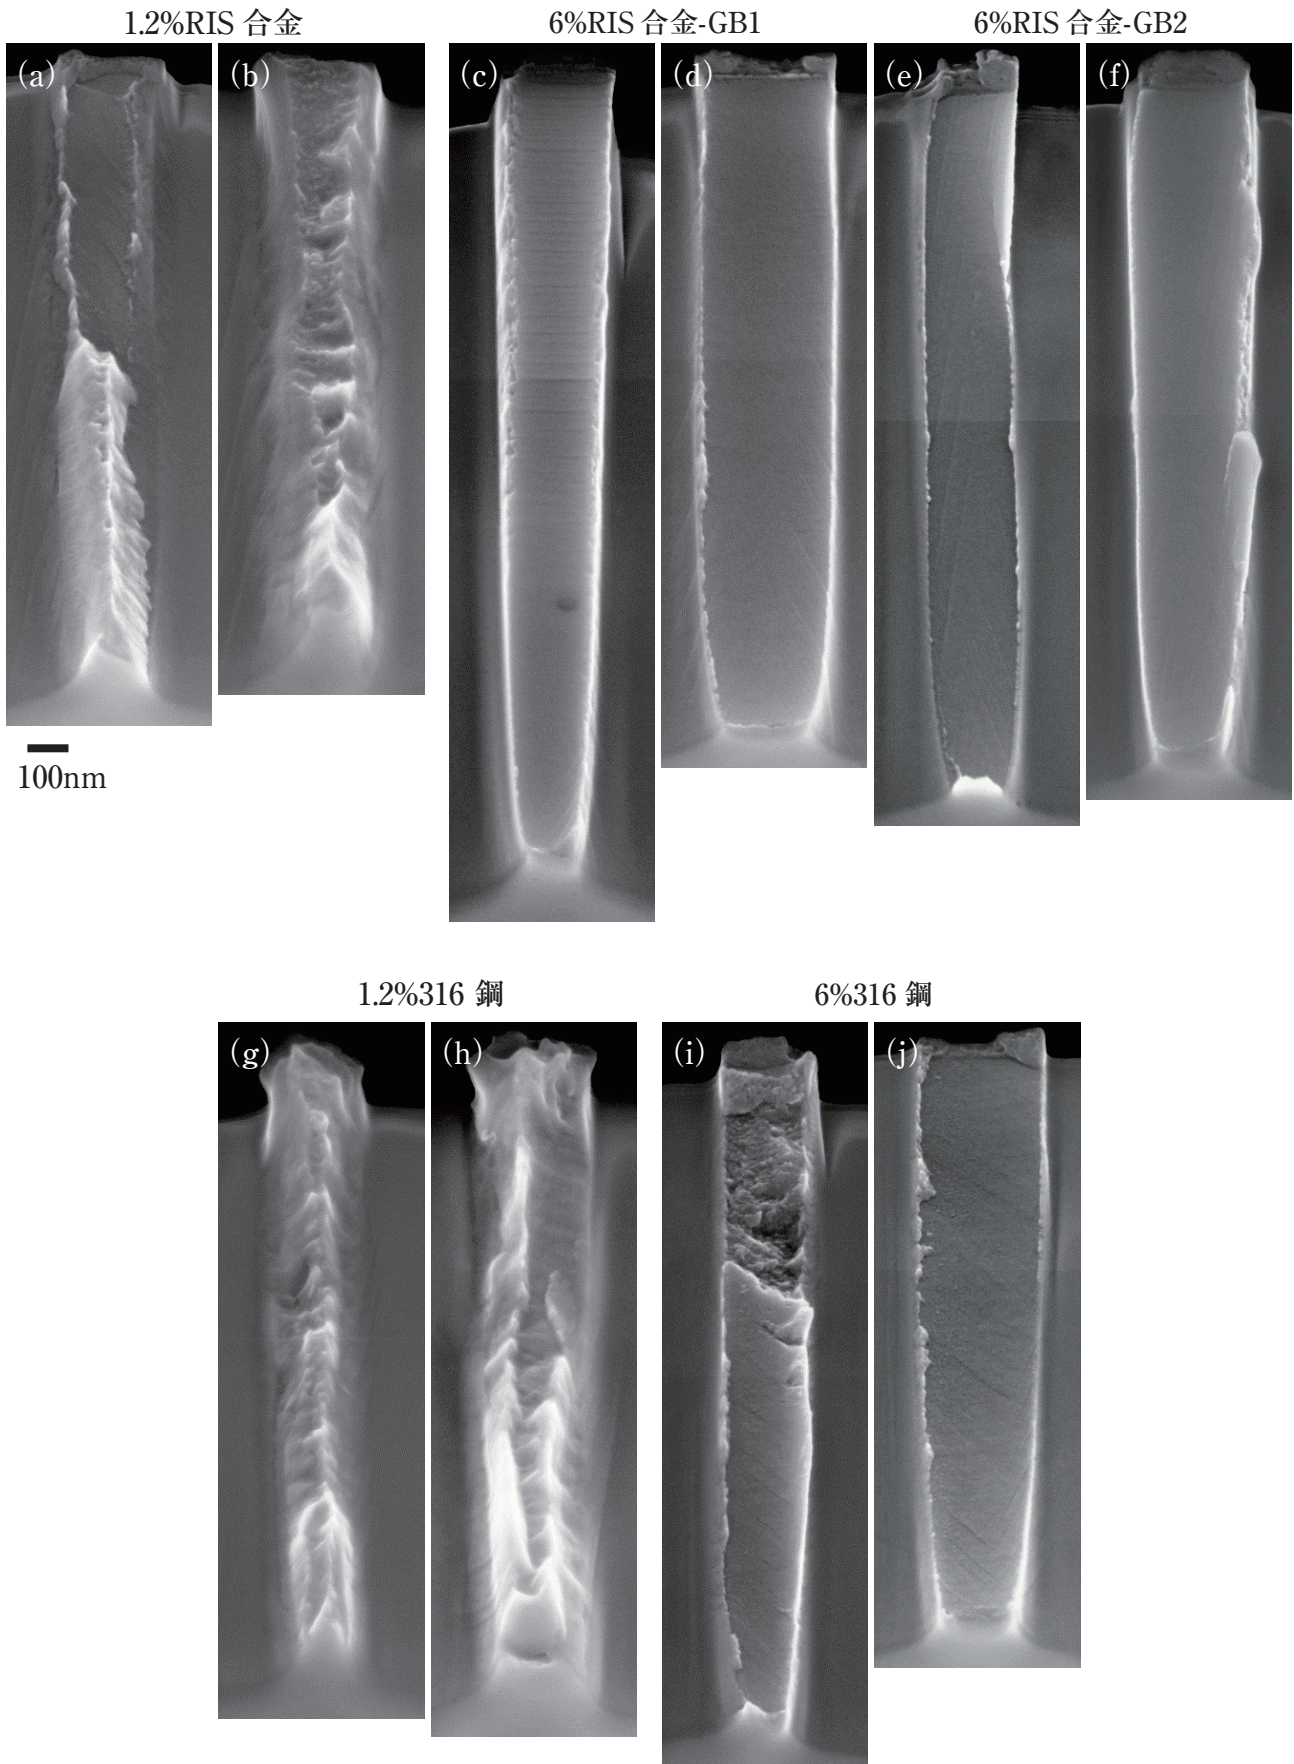 1.2%RIS 合金
6%RIS 合金-GB1
6%RIS 合金-GB2
(a)
(b)
(c)
(d)
(e)
(f)
100nm
1.2%316 鋼
6%316 鋼
(g)
(h)
(i)
(j)